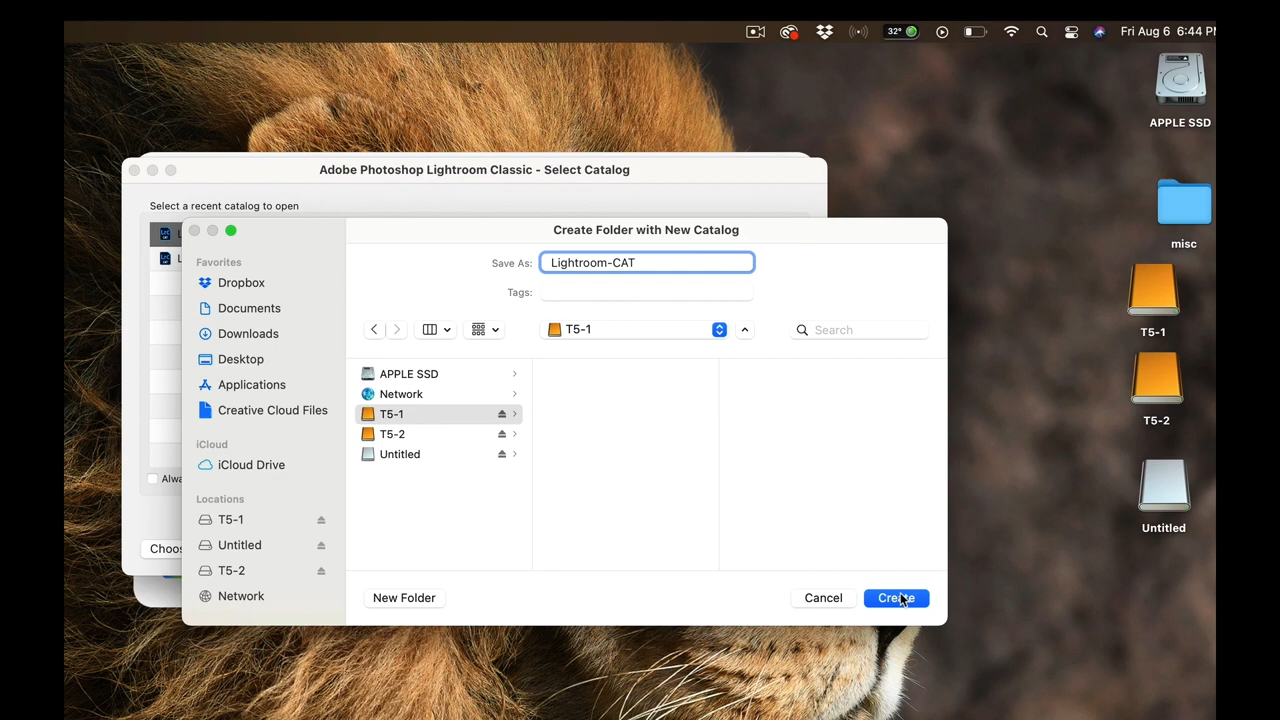 32°
Fri Aug 6 6:44 PM
APPLE SSD
misc
T5-1
T5-2
Untitled
Adobe Photoshop Lightroom Classic - Select Catalog
Select a recent catalog to open
Alwa
Choos
Create Folder with New Catalog
Save As: Lightroom-CAT
Tags:
T5-1
Search
Favorites
Dropbox
Documents
Downloads
Desktop
Applications
Creative Cloud Files
iCloud
iCloud Drive
Locations
T5-1
Untitled
T5-2
Network
APPLE SSD
Network
T5-1
T5-2
Untitled
New Folder
Cancel
Create